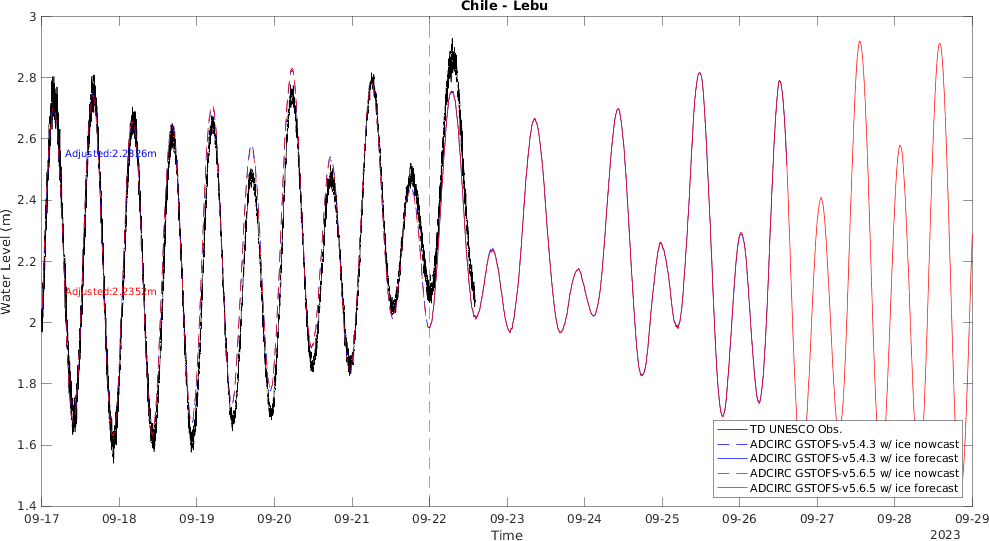 Chile - Lebu
3
2.8
2.6
2.4
2.2
2
1.8
1.6
1.4
Water Level (m)
Adjusted:2.2326m
Adjusted:2.2352m
TD UNESCO Obs.
ADCIRC GSTOFS-v5.4.3 w/ ice nowcast
ADCIRC GSTOFS-v5.4.3 w/ ice forecast
ADCIRC GSTOFS-v5.6.5 w/ ice nowcast
ADCIRC GSTOFS-v5.6.5 w/ ice forecast
09-17 09-18 09-19 09-20 09-21 09-22 09-23 09-24 09-25 09-26 09-27 09-28 09-29
Time
2023